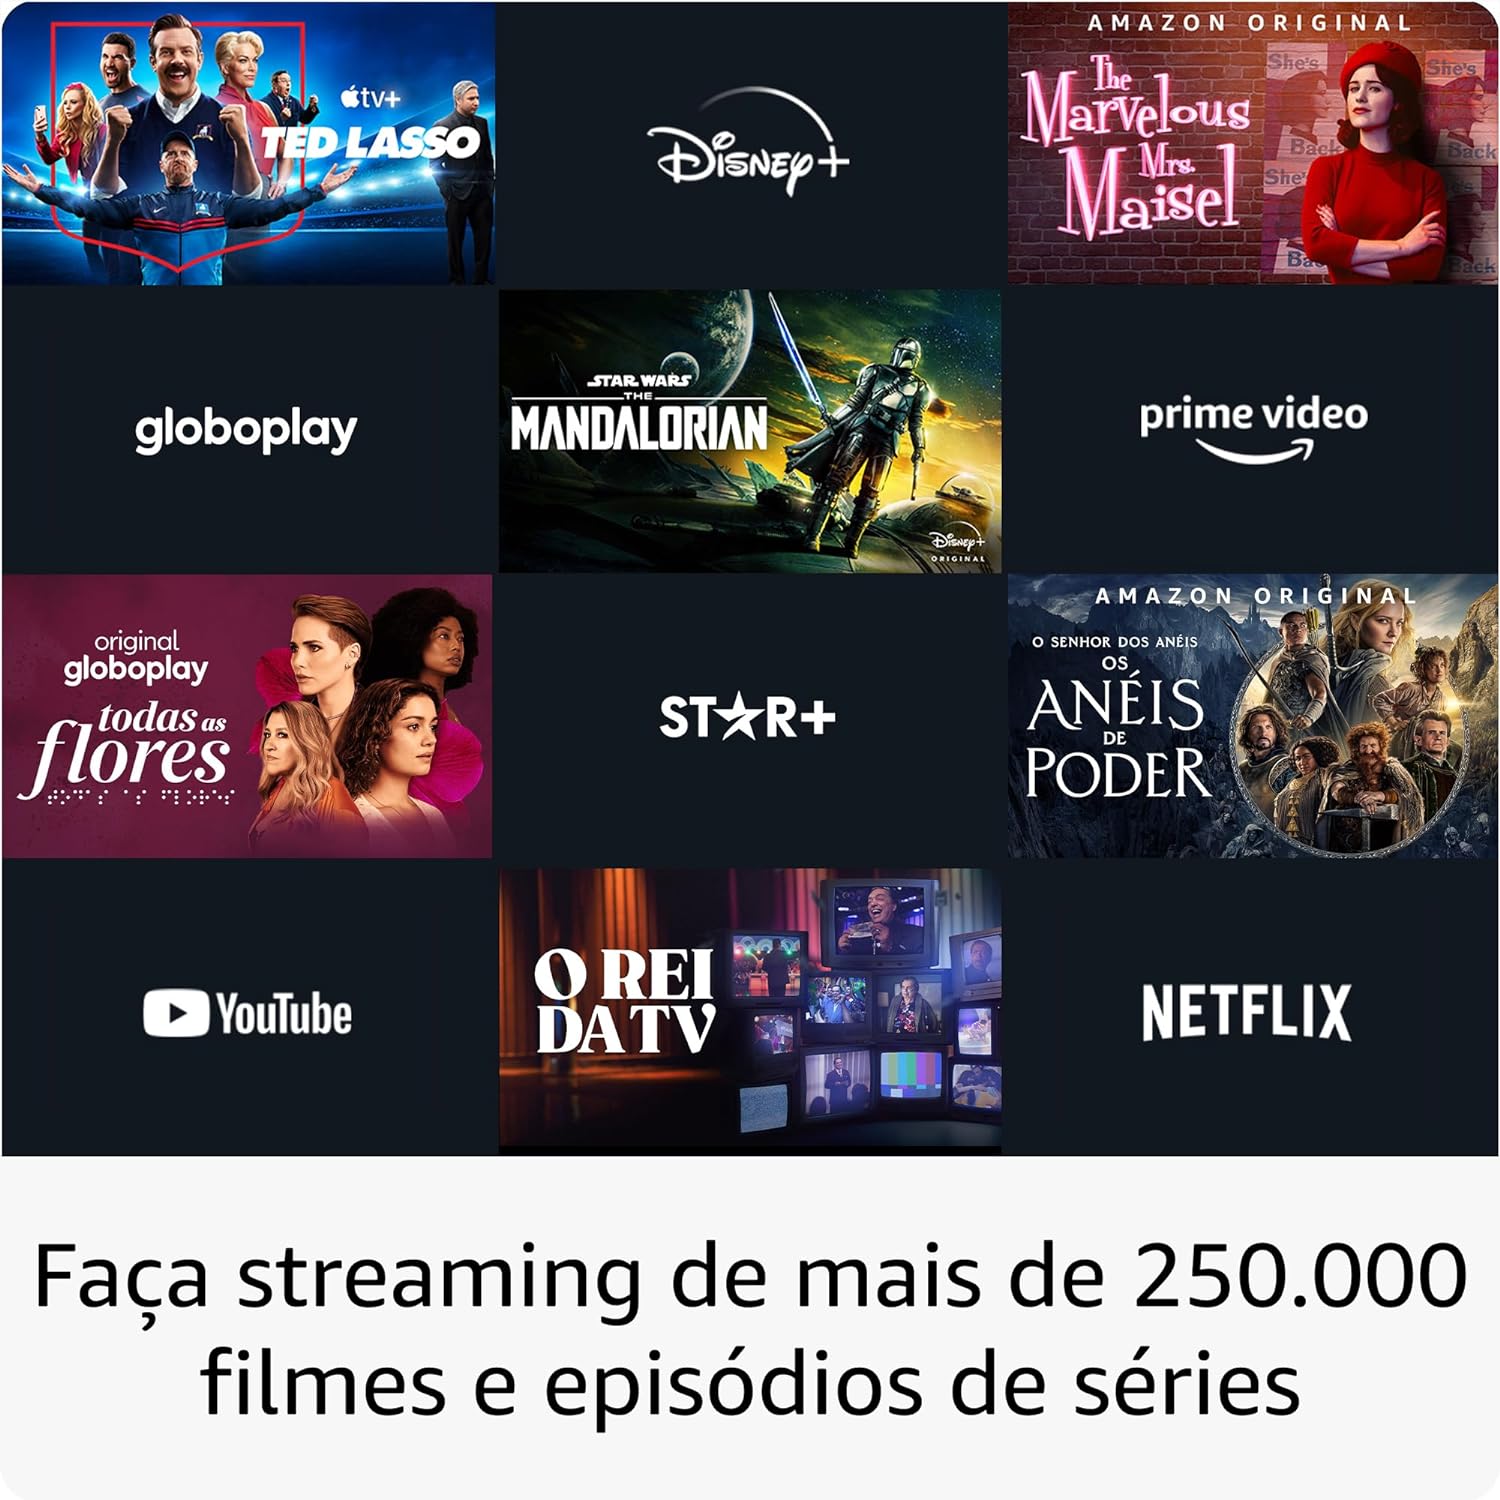 tv+
TED LASSO
Disney+
AMAZON ORIGINAL
The
Marvelous
Mrs.
Maisel
She's
She's
Back
Back
She's
Back
globoplay
STAR WARS
THE
MANDALORIAN
Disney+
ORIGINAL
prime video
original
globoplay
todas as
flores
STAR+
AMAZON ORIGINAL
O SENHOR DOS ANÉIS
OS
ANÉIS
DE
PODER
YouTube
O REI
DA TV
NETFLIX
Faça streaming de mais de 250.000
filmes e episódios de séries